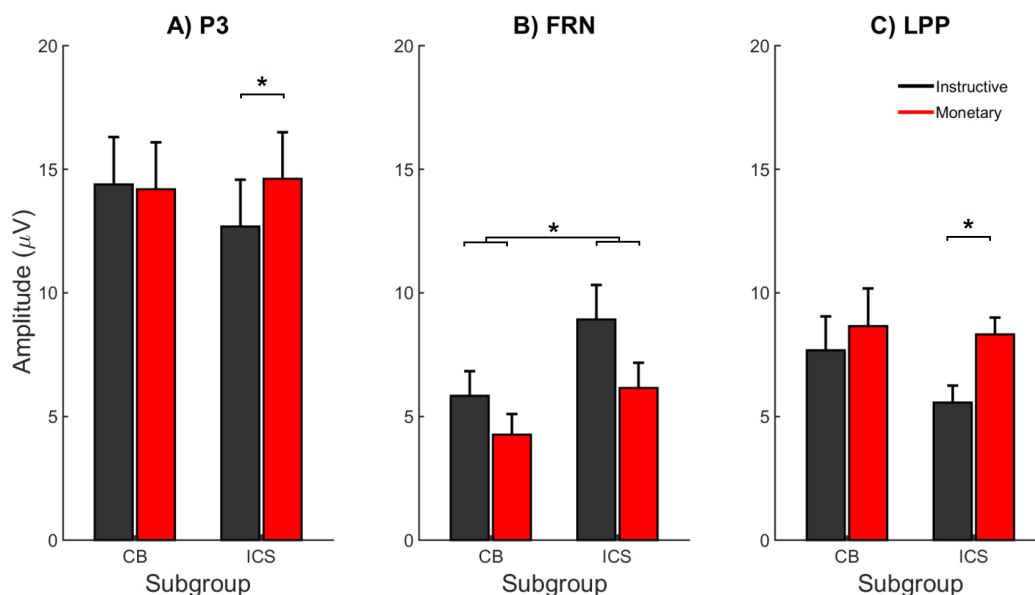 A) P3
B) FRN
C) LPP
Amplitude (μV)
20
15
10
5
0
*
CB
ICS
Subgroup
20
15
10
5
0
*
CB
ICS
Subgroup
20
15
10
5
0
Instructive
Monetary
*
CB
ICS
Subgroup